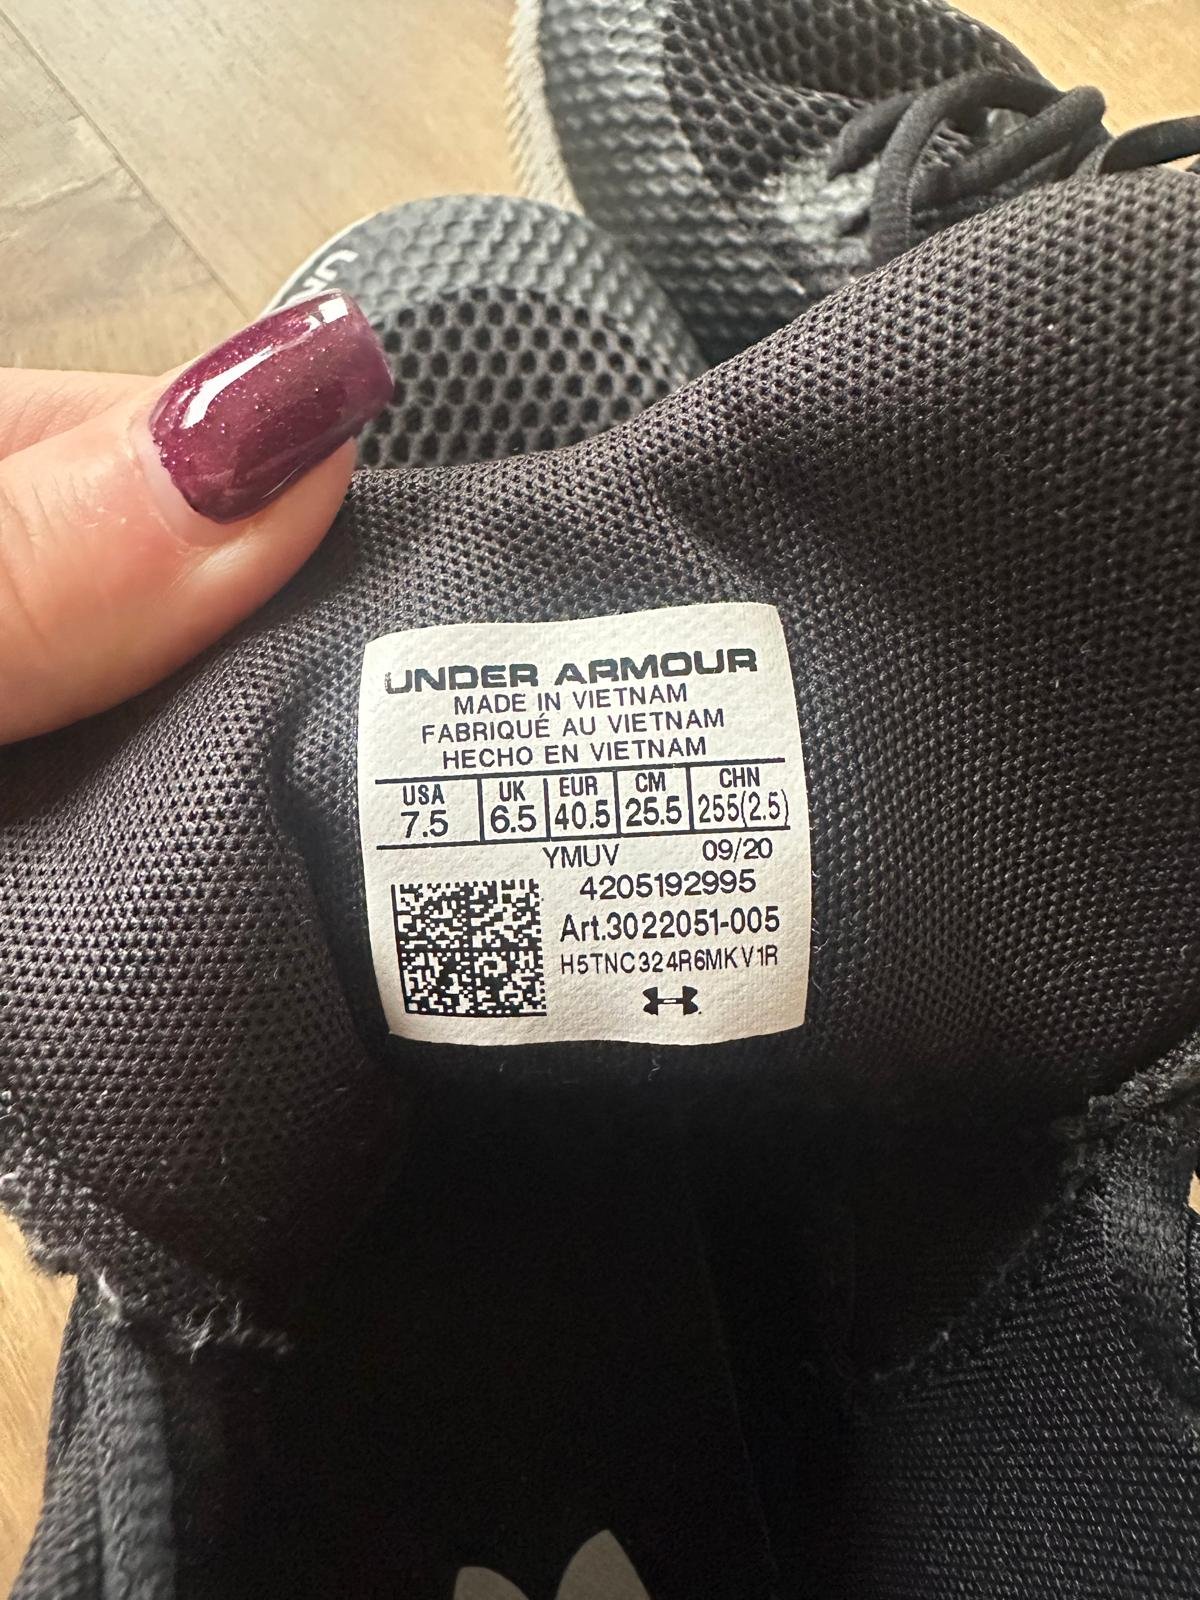 UNDER ARMOUR
MADE IN VIETNAM
FABRIQUÉ AU VIETNAM
HECHO EN VIETNAM
USA UK EUR CM CHN
7.5 6.5 40.5 25.5 255(2.5)
YMUV 09/20
4205192995
Art.3022051-005
H5TNC324R6MKV1R